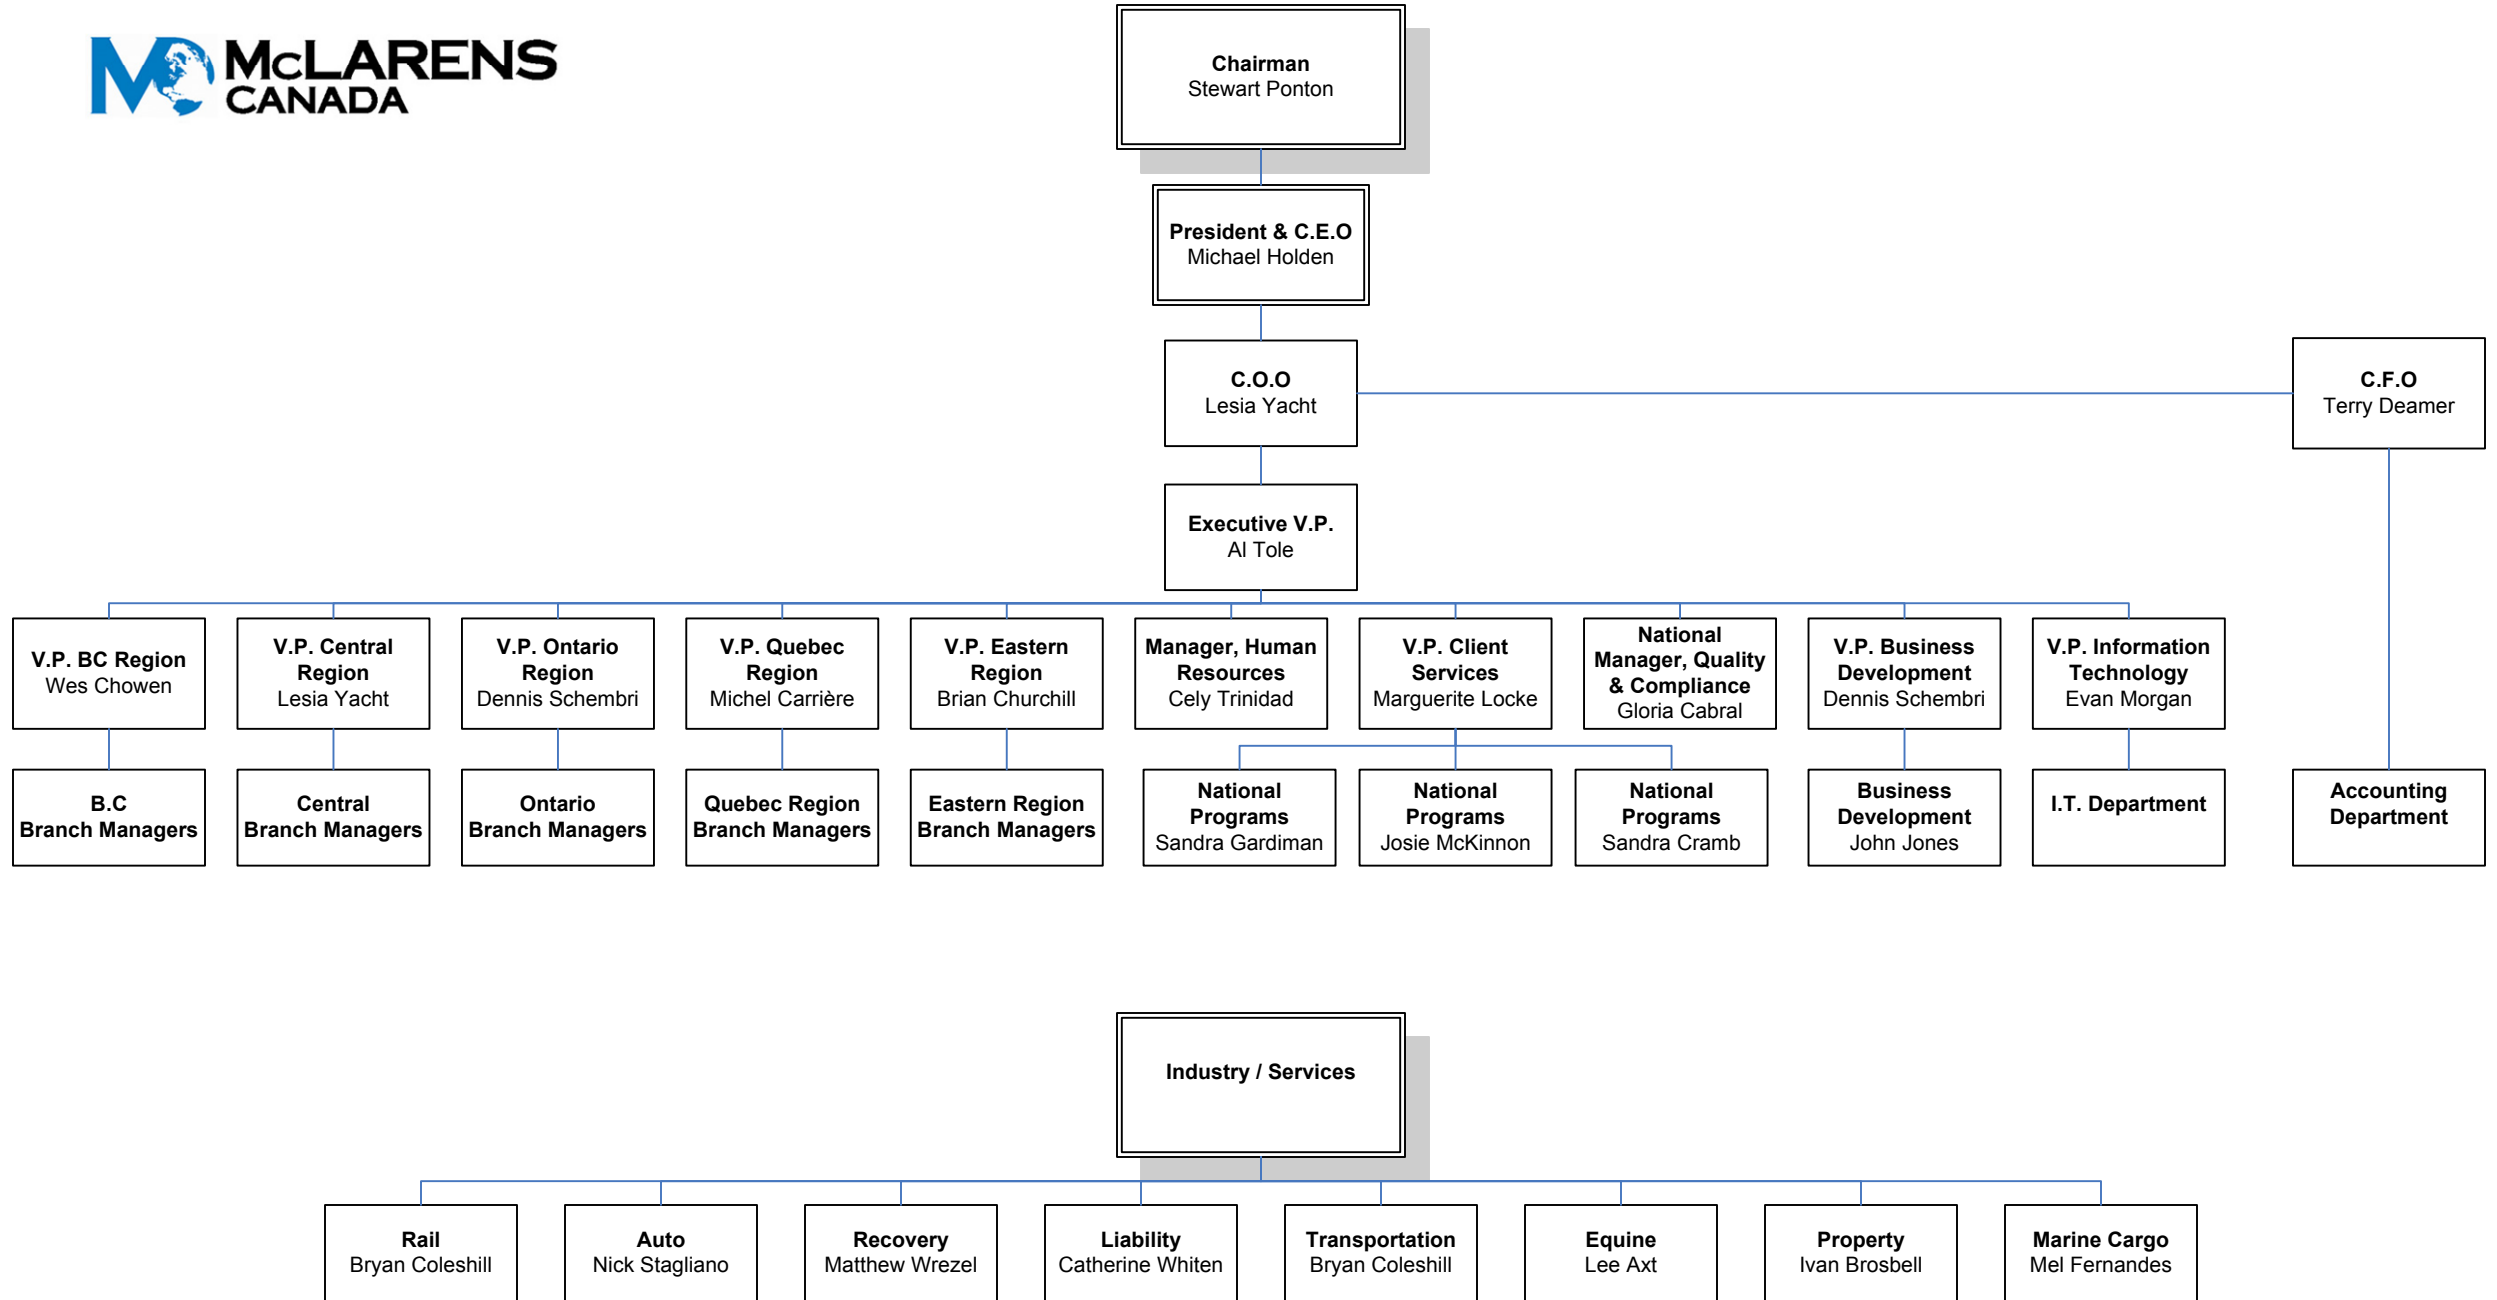 McLARENS
CANADA
Chairman
Stewart Ponton
President & C.E.O
Michael Holden
C.O.O
Lesia Yacht
C.F.O
Terry Deamer
Executive V.P.
Al Tole
V.P. BC Region
Wes Chowen
V.P. Central
Region
Lesia Yacht
V.P. Ontario
Region
Dennis Schembri
V.P. Quebec
Region
Michel Carrière
V.P. Eastern
Region
Brian Churchill
Manager, Human
Resources
Cely Trinidad
V.P. Client
Services
Marguerite Locke
National
Manager, Quality
& Compliance
Gloria Cabral
V.P. Business
Development
Dennis Schembri
V.P. Information
Technology
Evan Morgan
B.C
Branch Managers
Central
Branch Managers
Ontario
Branch Managers
Quebec Region
Branch Managers
Eastern Region
Branch Managers
National
Programs
Sandra Gardiman
National
Programs
Josie McKinnon
National
Programs
Sandra Cramb
Business
Development
John Jones
I.T. Department
Accounting
Department
Industry / Services
Rail
Bryan Coleshill
Auto
Nick Stagliano
Recovery
Matthew Wrezel
Liability
Catherine Whiten
Transportation
Bryan Coleshill
Equine
Lee Axt
Property
Ivan Brosbell
Marine Cargo
Mel Fernandes